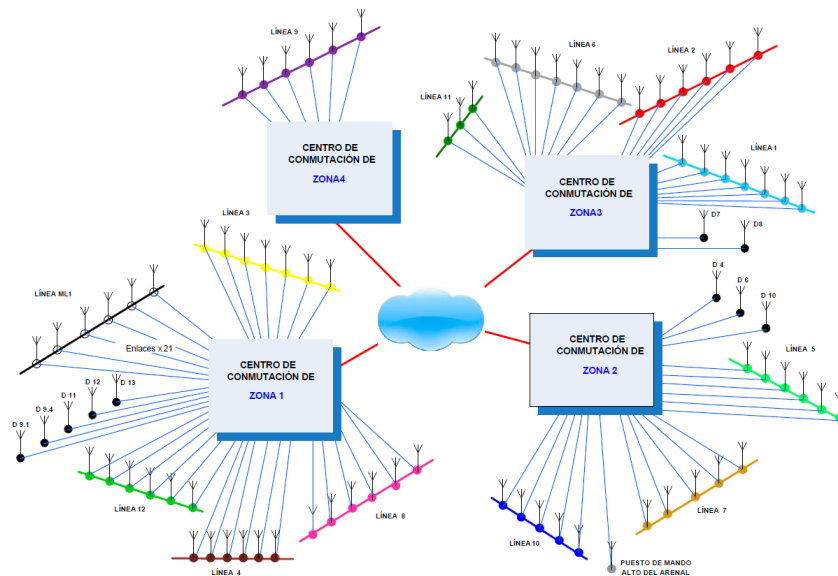 LÍNEA 9
LÍNEA 6
LÍNEA 2
LÍNEA 11
CENTRO DE
CONMUTACIÓN DE
ZONA4
CENTRO DE
CONMUTACIÓN DE
ZONA3
LÍNEA 1
D7
D8
LÍNEA 3
LÍNEA ML1
Enlaces x 21
D 4
D 6
D 10
CENTRO DE
CONMUTACIÓN DE
ZONA 1
CENTRO DE
CONMUTACIÓN DE
ZONA 2
LÍNEA 5
D 13
D 12
D 11
D 9.4
D 9.1
LÍNEA 12
LÍNEA 8
LÍNEA 4
LÍNEA 10
LÍNEA 7
PUESTO DE MANDO
ALTO DEL ARENAL